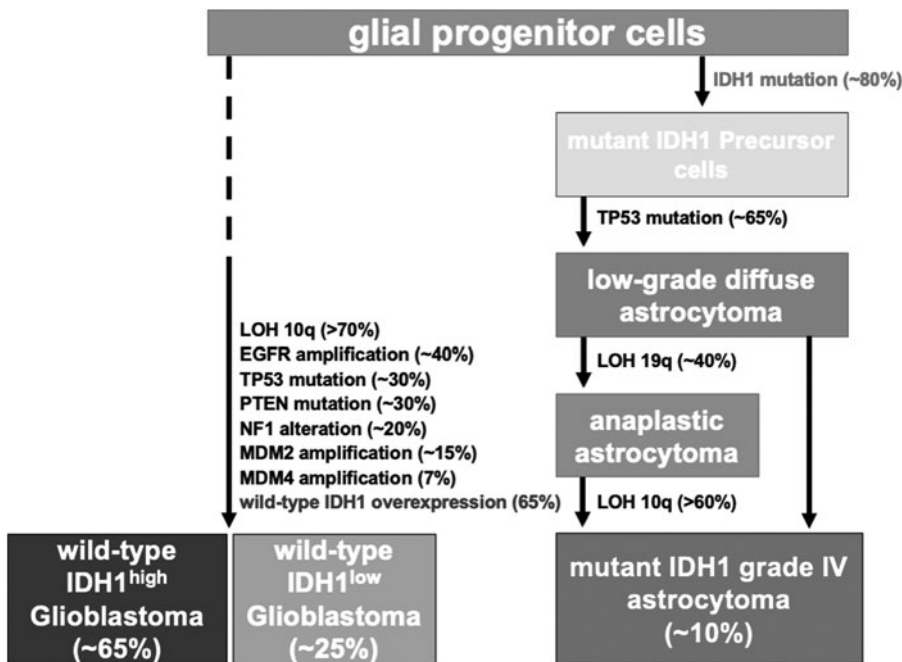 glial progenitor cells
IDH1 mutation (~80%)
mutant IDH1 Precursor
cells
TP53 mutation (~65%)
low-grade diffuse
astrocytoma
LOH 10q (>70%)
EGFR amplification (~40%)
TP53 mutation (~30%)
PTEN mutation (~30%)
NF1 alteration (~20%)
MDM2 amplification (~15%)
MDM4 amplification (7%)
wild-type IDH1 overexpression (65%)
LOH 19q (~40%)
anaplastic
astrocytoma
LOH 10q (>60%)
wild-type
IDH1high
Glioblastoma
(~65%)
wild-type
IDH1low
Glioblastoma
(~25%)
mutant IDH1 grade IV
astrocytoma
(~10%)